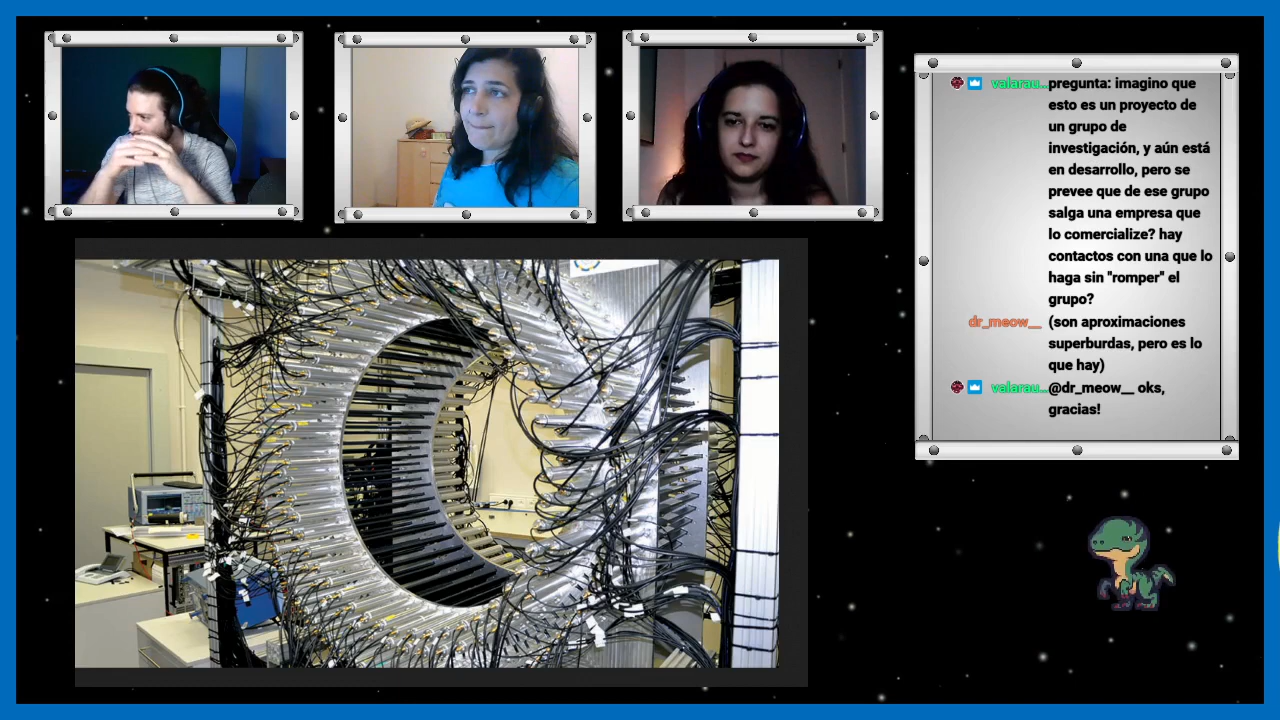 valarau.. pregunta: imagino que
esto es un proyecto de
un grupo de
investigación, y aún está
en desarrollo, pero se
prevee que de ese grupo
salga una empresa que
lo comercialize? hay
contactos con una que lo
haga sin "romper" el
grupo?
dr_meow__ (son aproximaciones
superburdas, pero es lo
que hay)
valarau.. @dr_meow__ oks,
gracias!